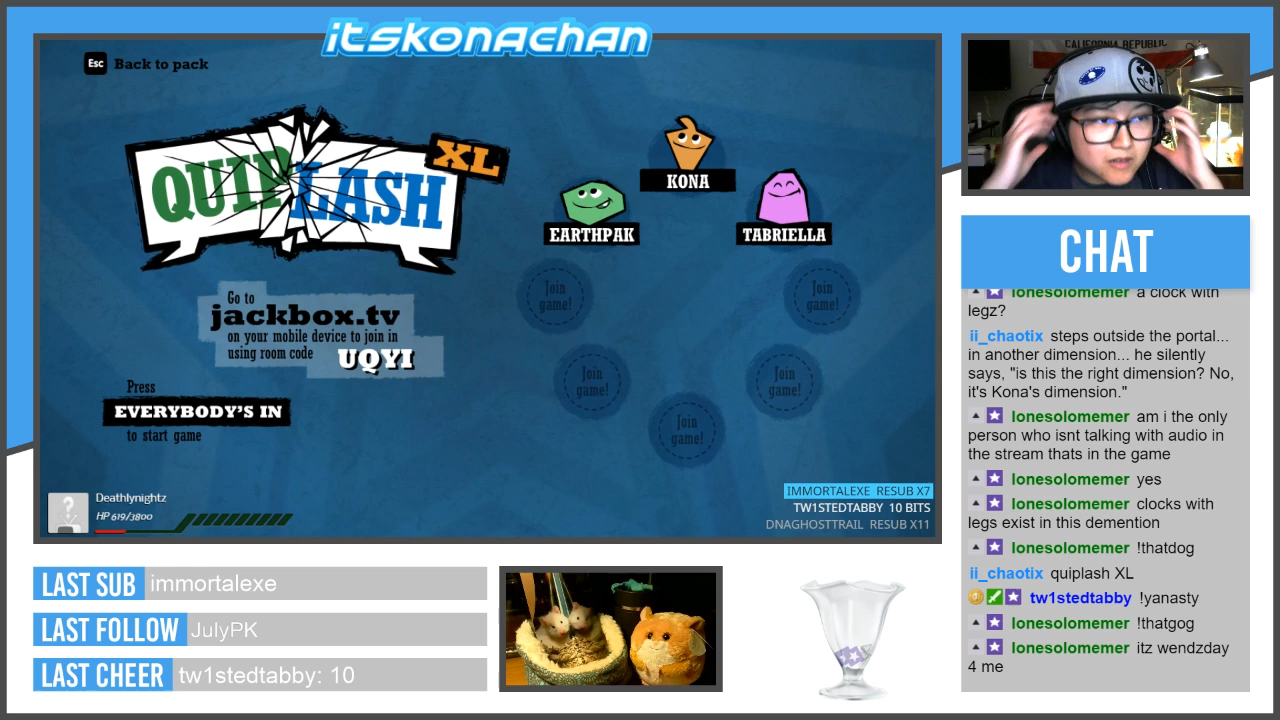 itskonachan
Esc Back to pack
QUIPLASH
XL
Go to
jackbox.tv
on your mobile device to join in
using room code UQYI
Press
EVERYBODY'S IN
to start game
KONA
EARTHPAK
TABRIELLA
Join
game!
Join
game!
Join
game!
Join
game!
Join
game!
Deathlynightz
HP 619/3800
IMMORTALEXE RESUB X7
TW1STEDTABBY 10 BITS
DNAGHOSTTRAIL RESUB X11
LAST SUB immortalexe
LAST FOLLOW JulyPK
LAST CHEER tw1stedtabby: 10
CALIFORNIA REPUBLIC
CHAT
lonesolomemer a clock with
legz?
ii_chaotix steps outside the portal...
in another dimension... he silently
says, "is this the right dimension? No,
it's Kona's dimension."
lonesolomemer am i the only
person who isnt talking with audio in
the stream thats in the game
lonesolomemer yes
lonesolomemer clocks with
legs exist in this demention
lonesolomemer !thatdog
ii_chaotix quiplash XL
tw1stedtabby !yanasty
lonesolomemer !thatgog
lonesolomemer itz wendzday
4 me